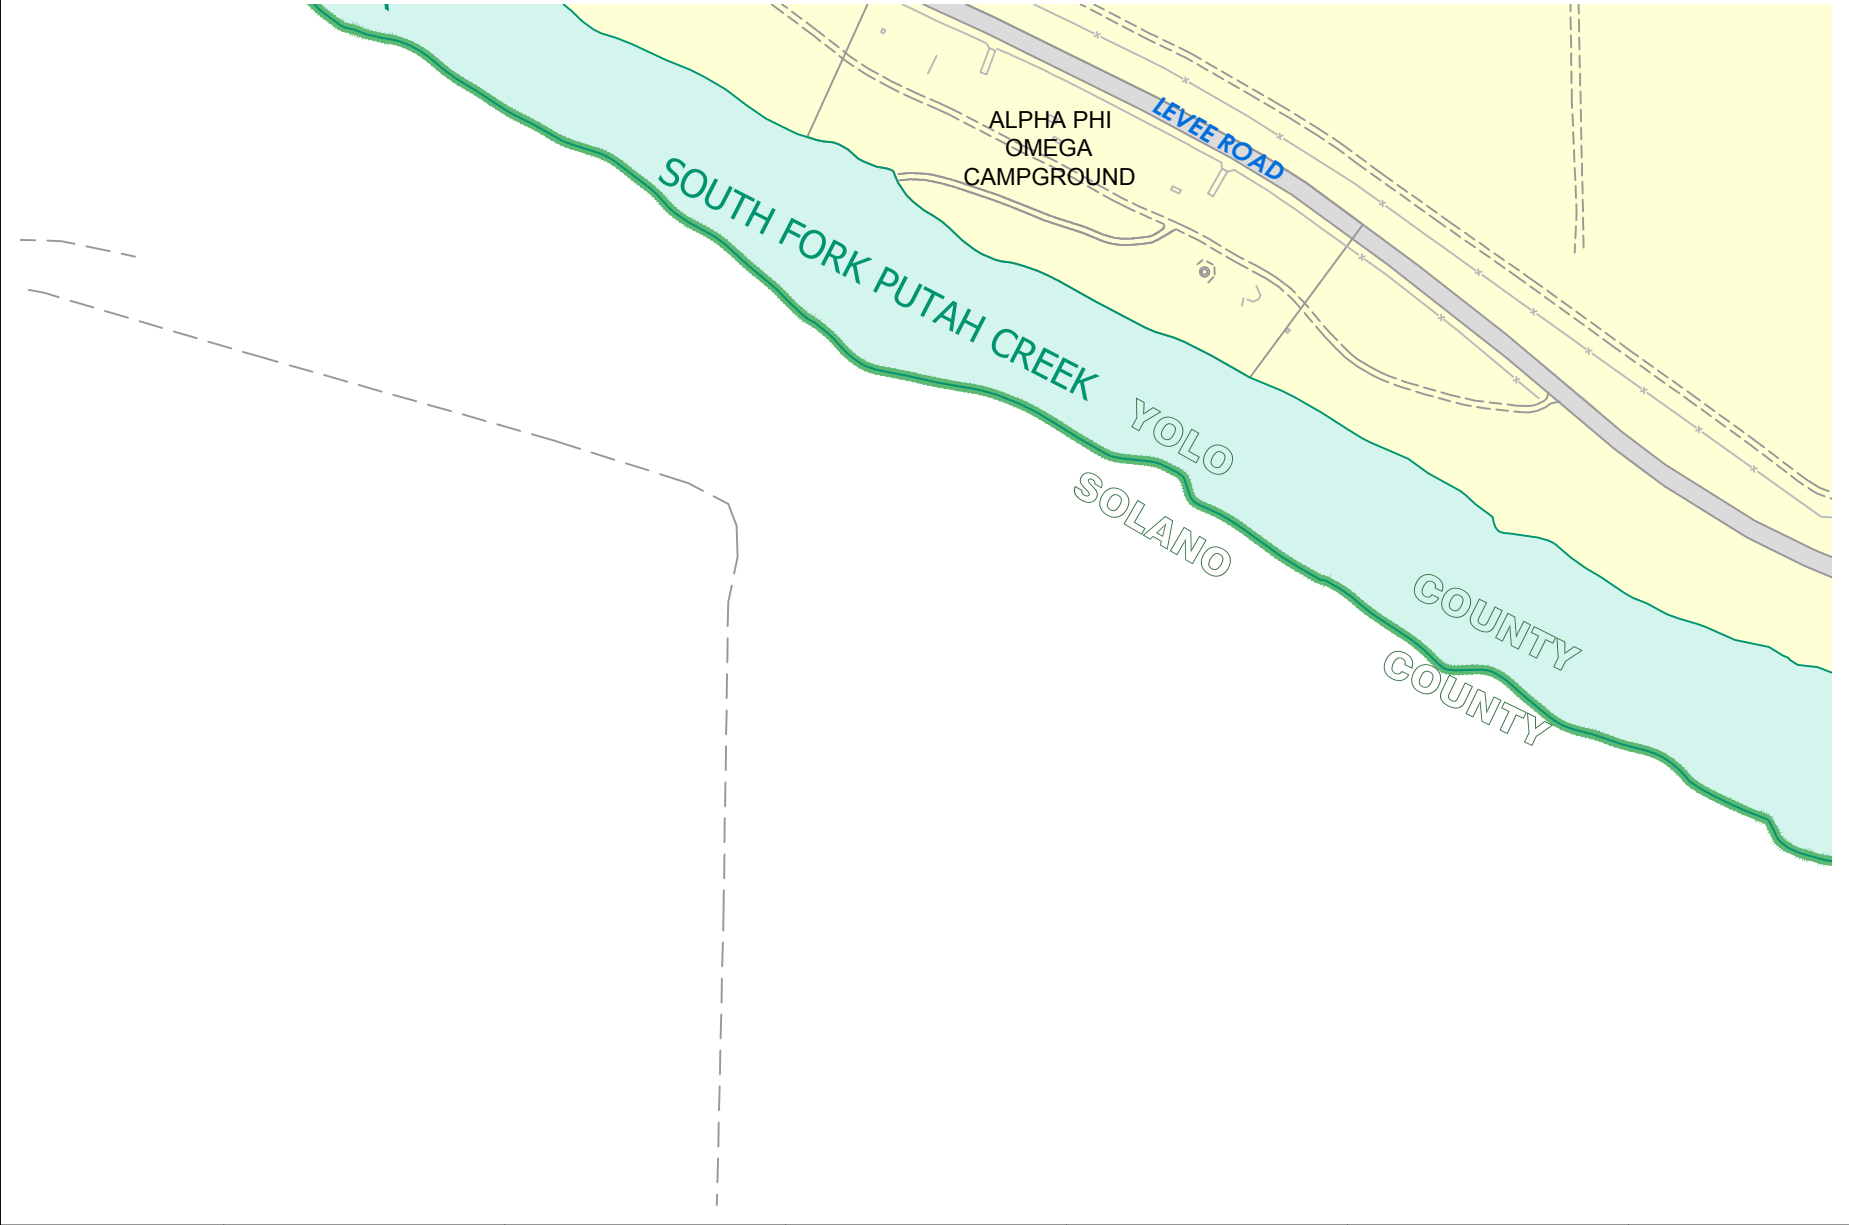 LEVEE ROAD
ALPHA PHI
OMEGA
CAMPGROUND
SOUTH FORK PUTAH CREEK
YOLO
COUNTY
SOLANO
COUNTY